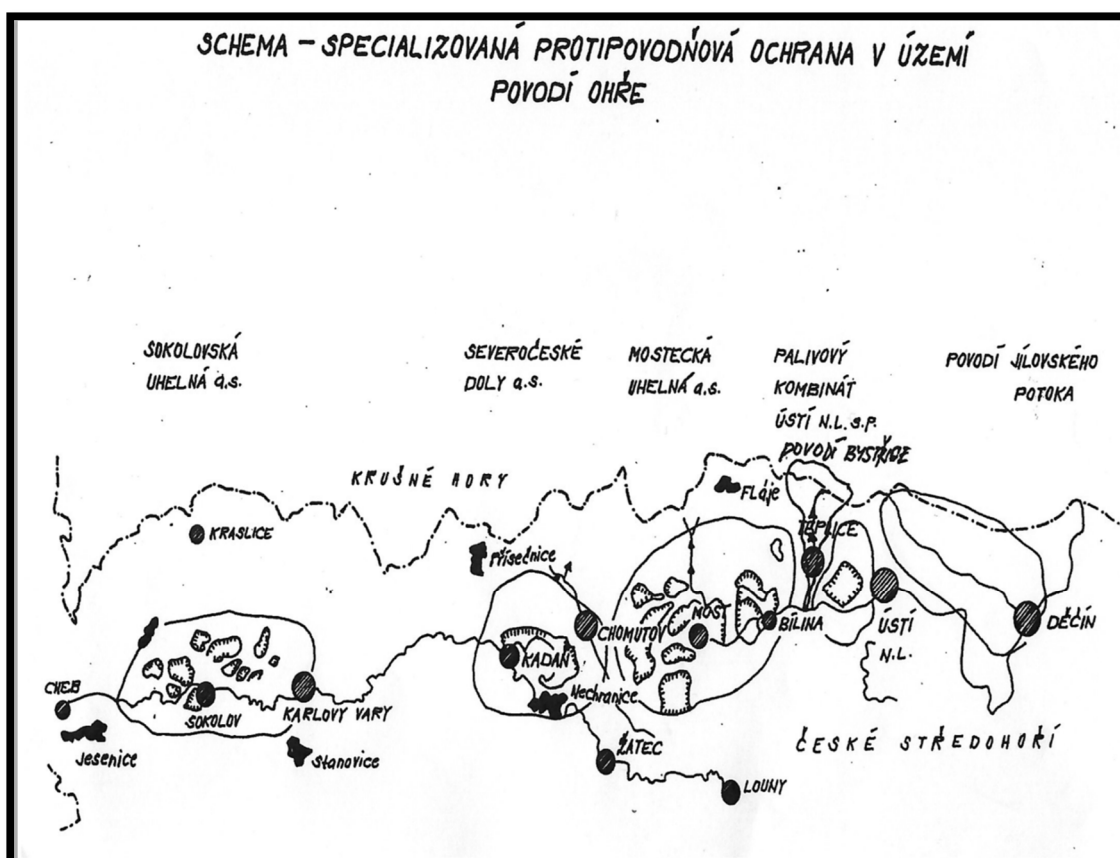 SCHEMA – SPECIALIZOVANÁ PROTIPOVODŇOVÁ OCHRANA V ÚZEMÍ
POVODÍ OHŘE
SOKOLOVSKÁ
UHELNÁ a.s.
SEVEROČESKÉ
DOLY a.s.
MOSTECKÁ
UHELNÁ a.s.
PALIVOVÝ
KOMBINÁT
ÚSTÍ N.L. s.p.
POVODÍ BYSTŘICE
POVODÍ JÍLOVSKÉHO
POTOKA
KRUŠNÉ HORY
Fláje
KRASLICE
Přísečnice
TEPLICE
CHOMUTOV
MOST
BÍLINA
ÚSTÍ
N.L.
DĚČÍN
KADAŇ
CHEB
SOKOLOV
KARLOVY VARY
Nechranice
Jesenice
Stanovice
ŽATEC
ČESKÉ STŘEDOHOŘÍ
LOUNY